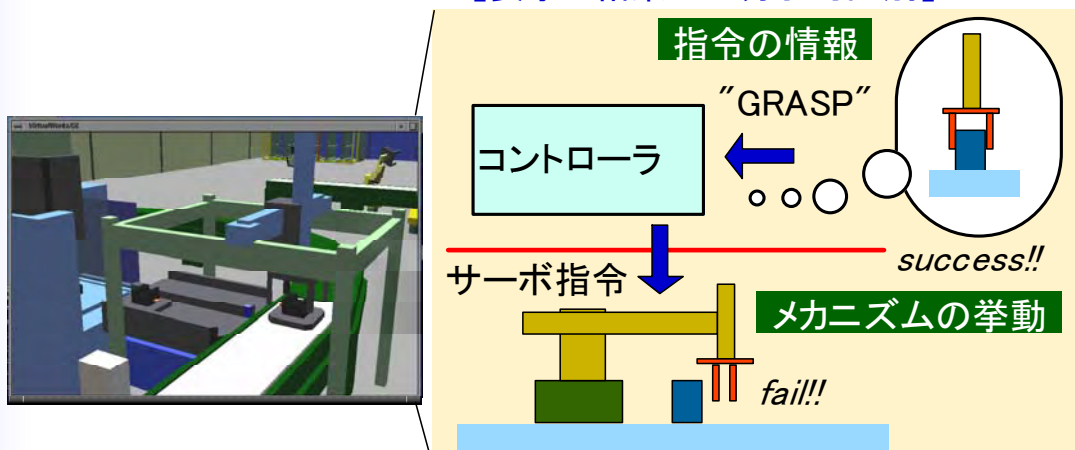 指令の情報
"GRASP"
コントローラ
success!!
サーボ指令
メカニズムの挙動
fail!!